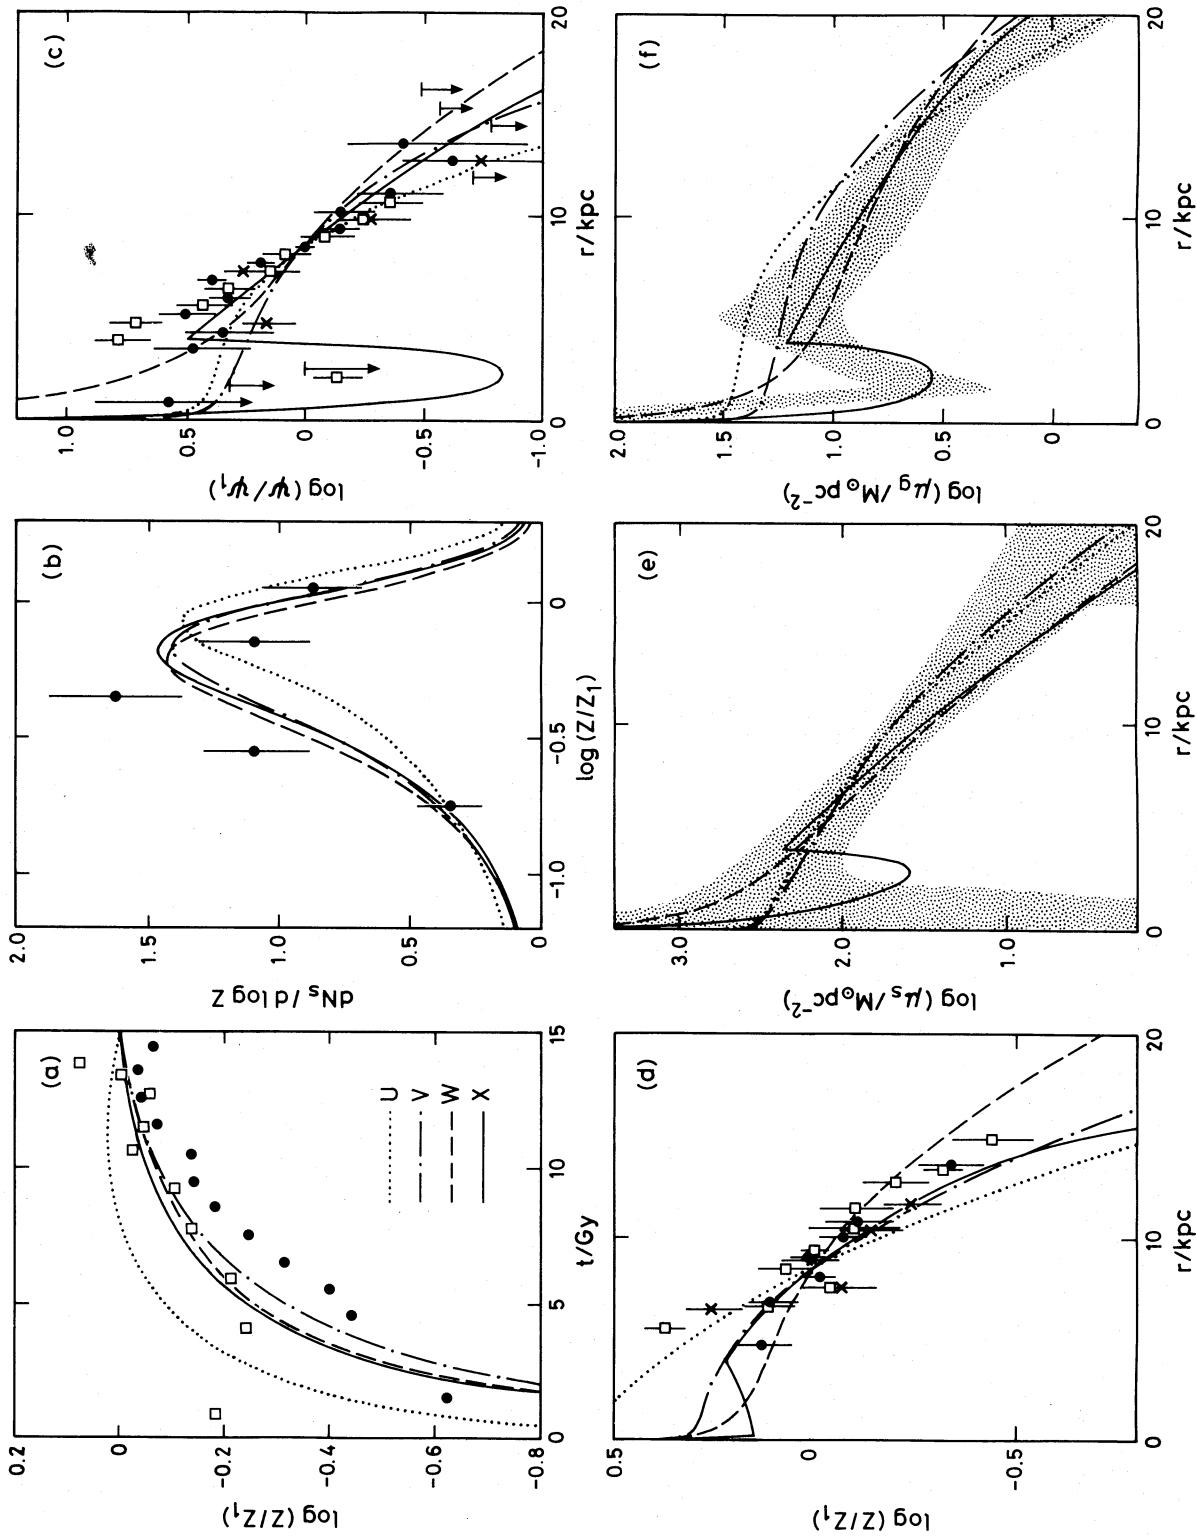 (a)
0.2
0
-0.2
-0.4
-0.6
-0.8
log (Z/Z₁)
0
5
10
15
t/Gy
U
V
W
X
(b)
2.0
1.5
1.0
0.5
0
dNₛ/d log Z
-1.0
-0.5
0
log (Z/Z₁)
(c)
1.0
0.5
0
-0.5
-1.0
log (ψ/ψ₁)
0
10
20
r/kpc
(d)
0.5
0
-0.5
log (Z/Z₁)
0
10
20
r/kpc
(e)
3.0
2.0
1.0
log (μₛ/M⊙pc⁻²)
0
10
20
r/kpc
(f)
2.0
1.5
1.0
0.5
0
log (μg/M⊙pc⁻²)
0
10
20
r/kpc